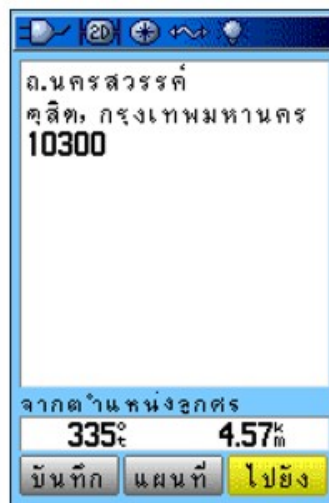 2D
ถ.นครสวรรค์
ดุสิต, กรุงเทพมหานคร
10300
จากตำแหน่งลูกศร
335°t 4.57km
บันทึก แผนที่ ไปยัง